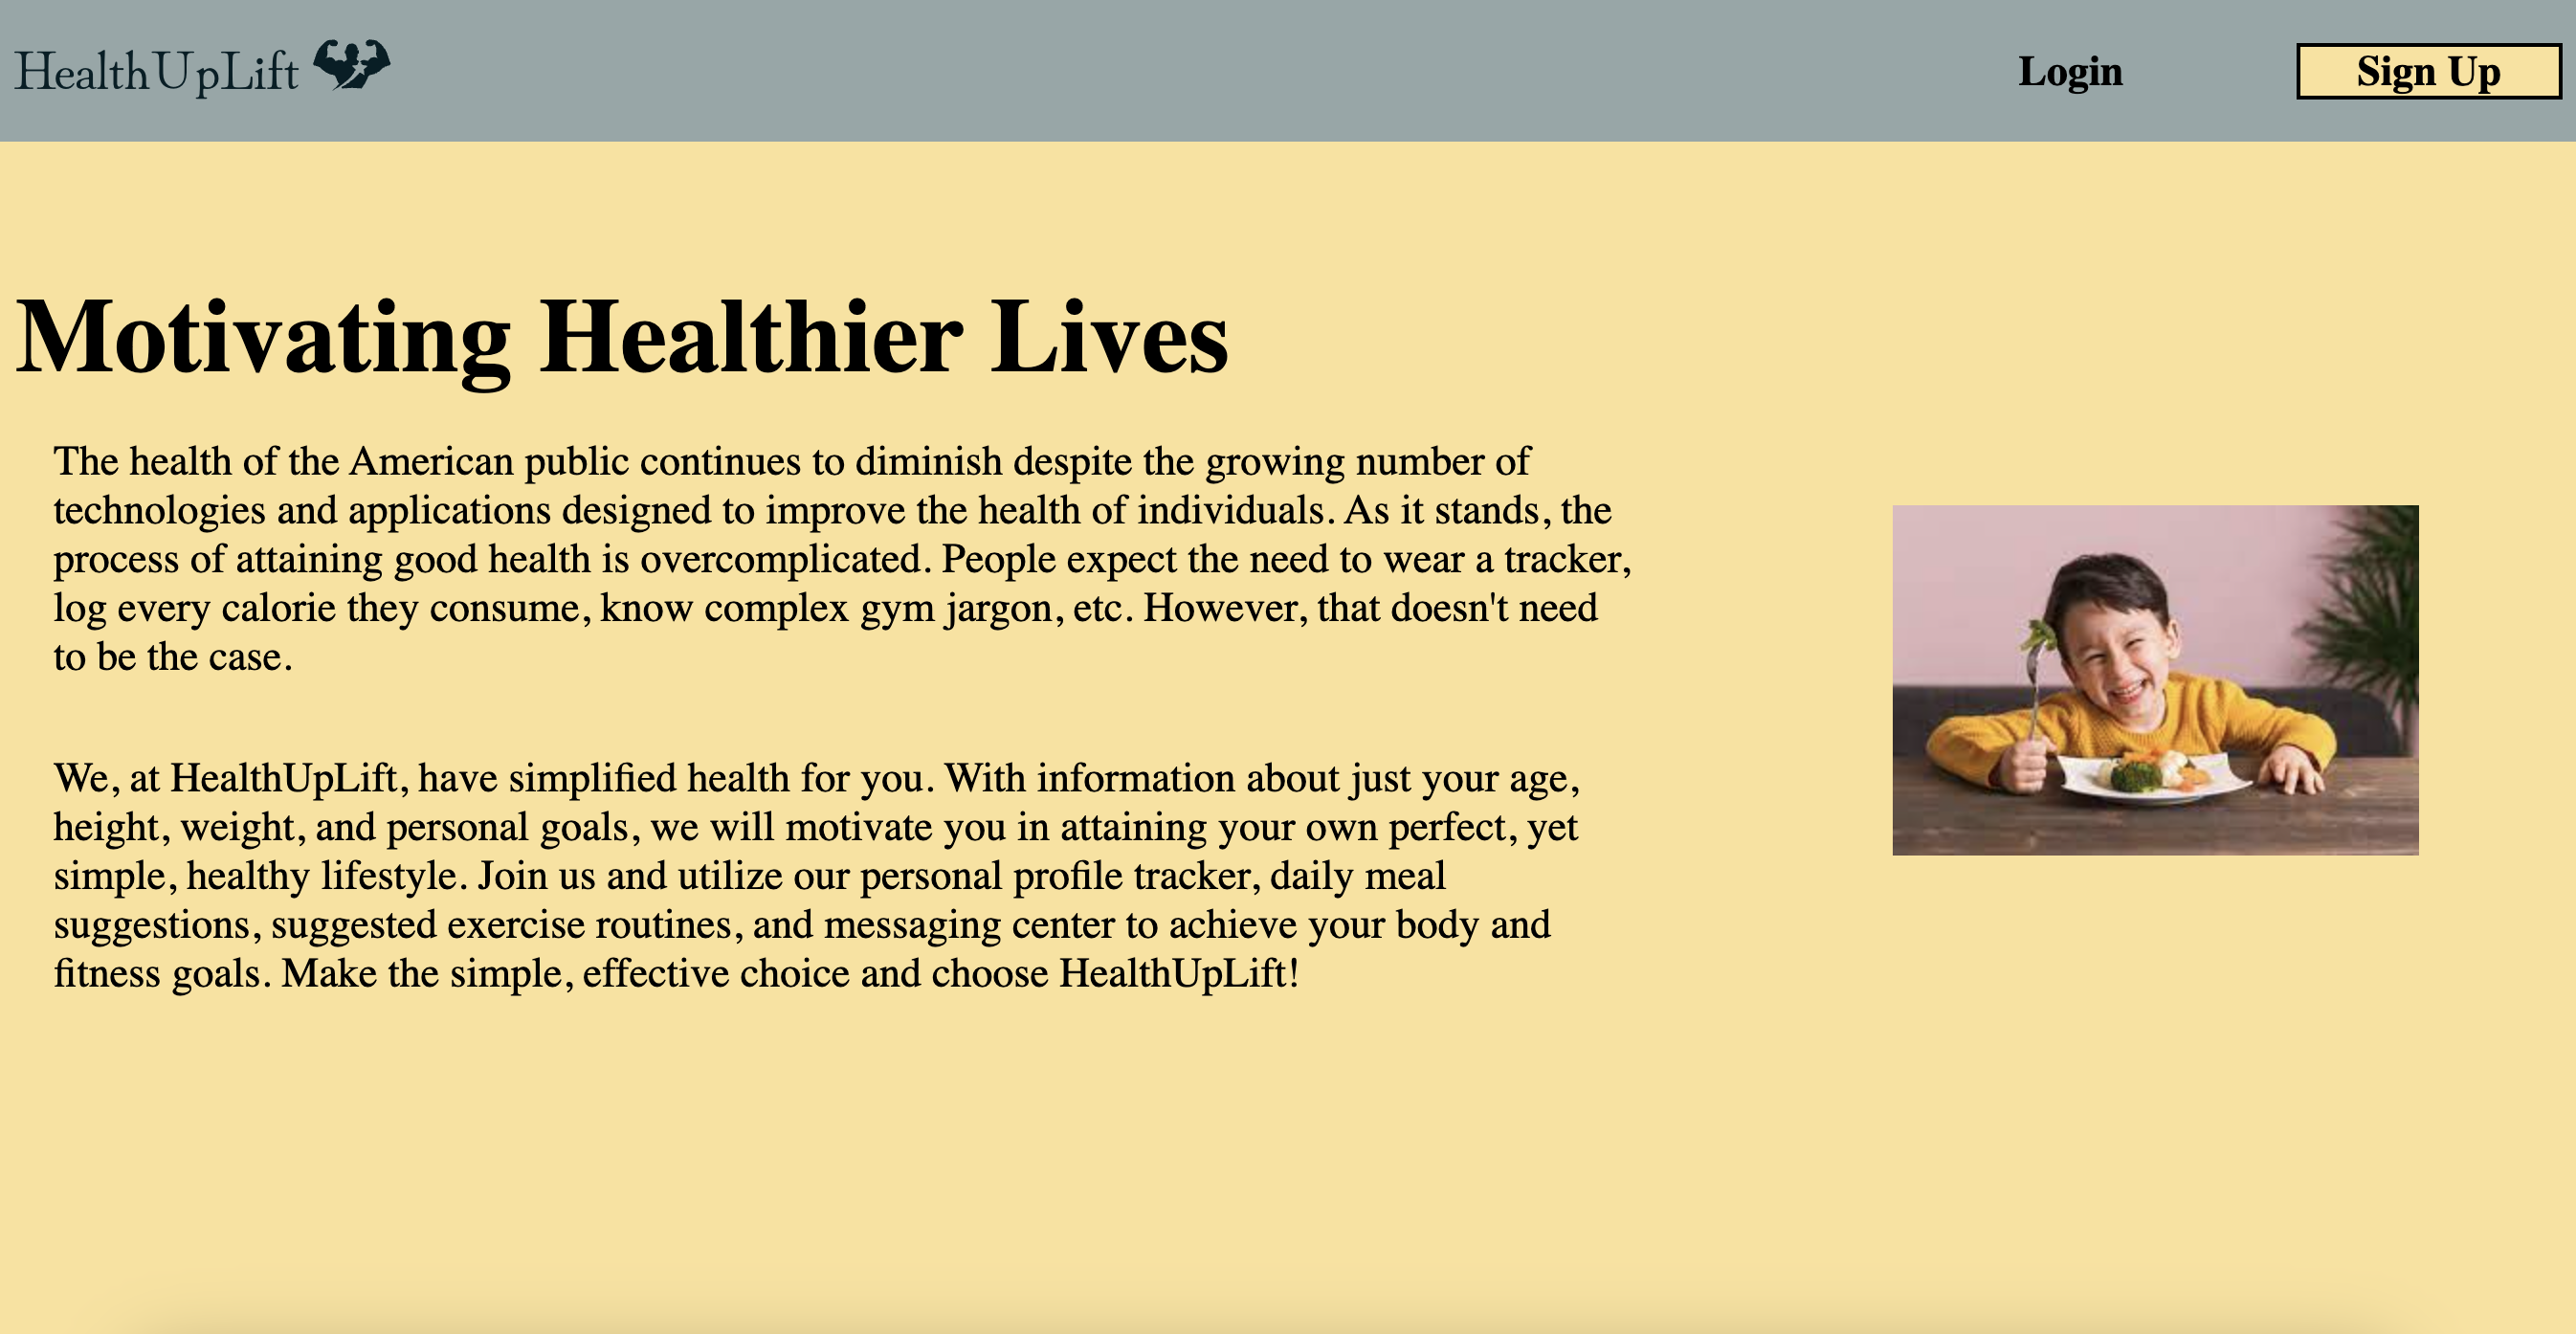 HealthUpLift
Login
Sign Up
Motivating Healthier Lives
The health of the American public continues to diminish despite the growing number of
technologies and applications designed to improve the health of individuals. As it stands, the
process of attaining good health is overcomplicated. People expect the need to wear a tracker,
log every calorie they consume, know complex gym jargon, etc. However, that doesn't need
to be the case.
We, at HealthUpLift, have simplified health for you. With information about just your age,
height, weight, and personal goals, we will motivate you in attaining your own perfect, yet
simple, healthy lifestyle. Join us and utilize our personal profile tracker, daily meal
suggestions, suggested exercise routines, and messaging center to achieve your body and
fitness goals. Make the simple, effective choice and choose HealthUpLift!